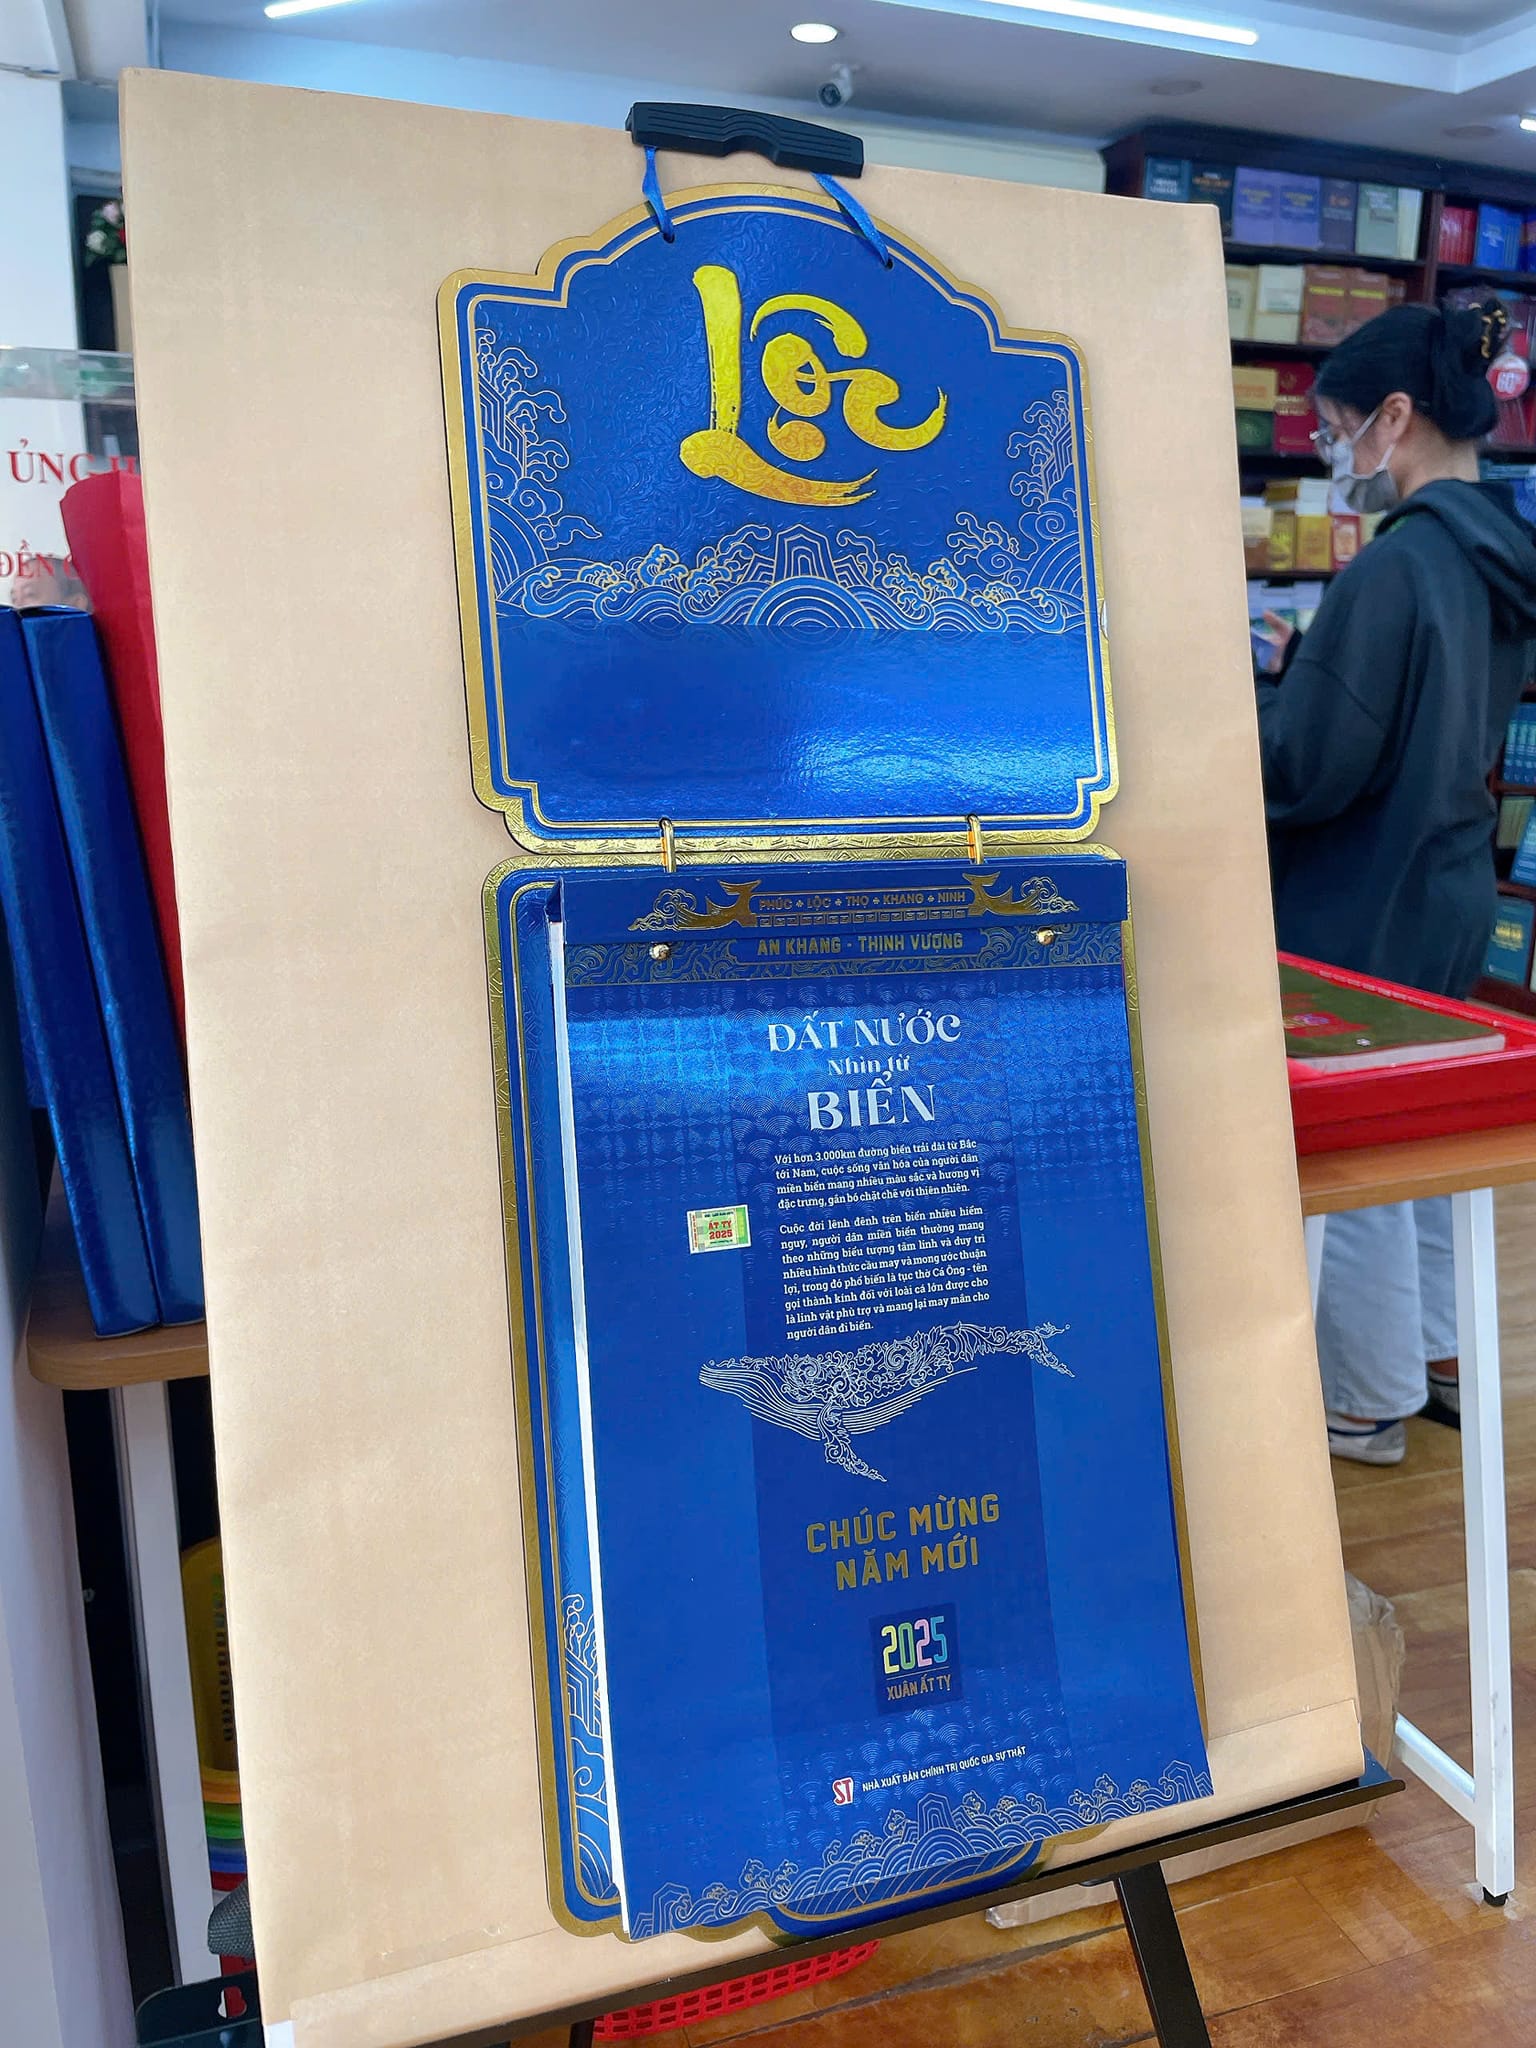 Lộc
PHÚC LỘC THỌ KHANG NINH
AN KHANG - THỊNH VƯỢNG
ĐẤT NƯỚC
Nhìn từ
BIỂN
Với hơn 3.000km đường biển trải dài từ Bắc
tới Nam, cuộc sống văn hóa của người dân
miền biển mang nhiều màu sắc và hương vị
đặc trưng, gắn bó chặt chẽ với thiên nhiên.
Cuộc đời lênh đênh trên biển nhiều hiểm
nguy, người dân miền biển thường mang
theo những biểu tượng tâm linh và duy trì
nhiều hình thức cầu may và mong ước thuận
lợi, trong đó phổ biến là tục thờ Cá Ông - tên
gọi thành kính đối với loài cá lớn được cho
là linh vật phù trợ và mang lại may mắn cho
người dân đi biển.
ẤT TỴ
2025
CHÚC MỪNG
NĂM MỚI
2025
XUÂN ẤT TỴ
ST NHÀ XUẤT BẢN CHÍNH TRỊ QUỐC GIA SỰ THẬT
ỦNG H
ĐỀN